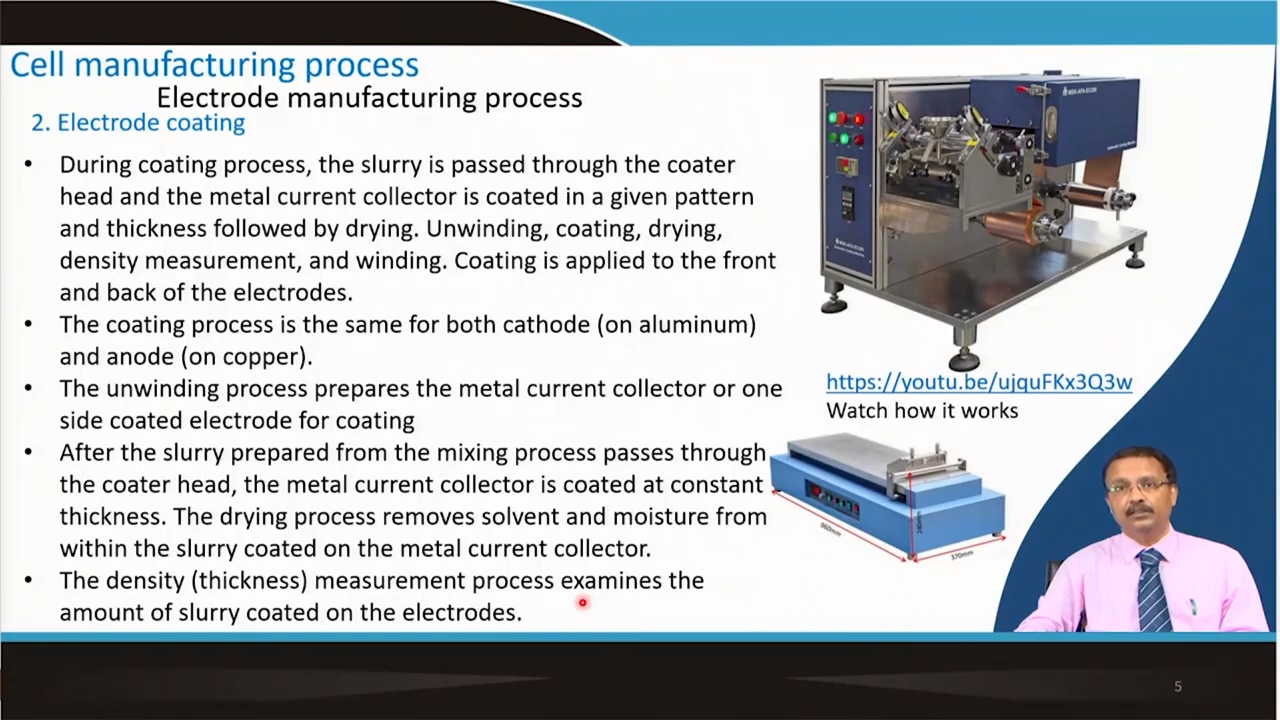 Cell manufacturing process
Electrode manufacturing process
2. Electrode coating
• During coating process, the slurry is passed through the coater
head and the metal current collector is coated in a given pattern
and thickness followed by drying. Unwinding, coating, drying,
density measurement, and winding. Coating is applied to the front
and back of the electrodes.
• The coating process is the same for both cathode (on aluminum)
and anode (on copper).
• The unwinding process prepares the metal current collector or one
side coated electrode for coating
• After the slurry prepared from the mixing process passes through
the coater head, the metal current collector is coated at constant
thickness. The drying process removes solvent and moisture from
within the slurry coated on the metal current collector.
• The density (thickness) measurement process examines the
amount of slurry coated on the electrodes.
https://youtu.be/ujquFKx3Q3w
Watch how it works
960mm
240mm
370mm
5